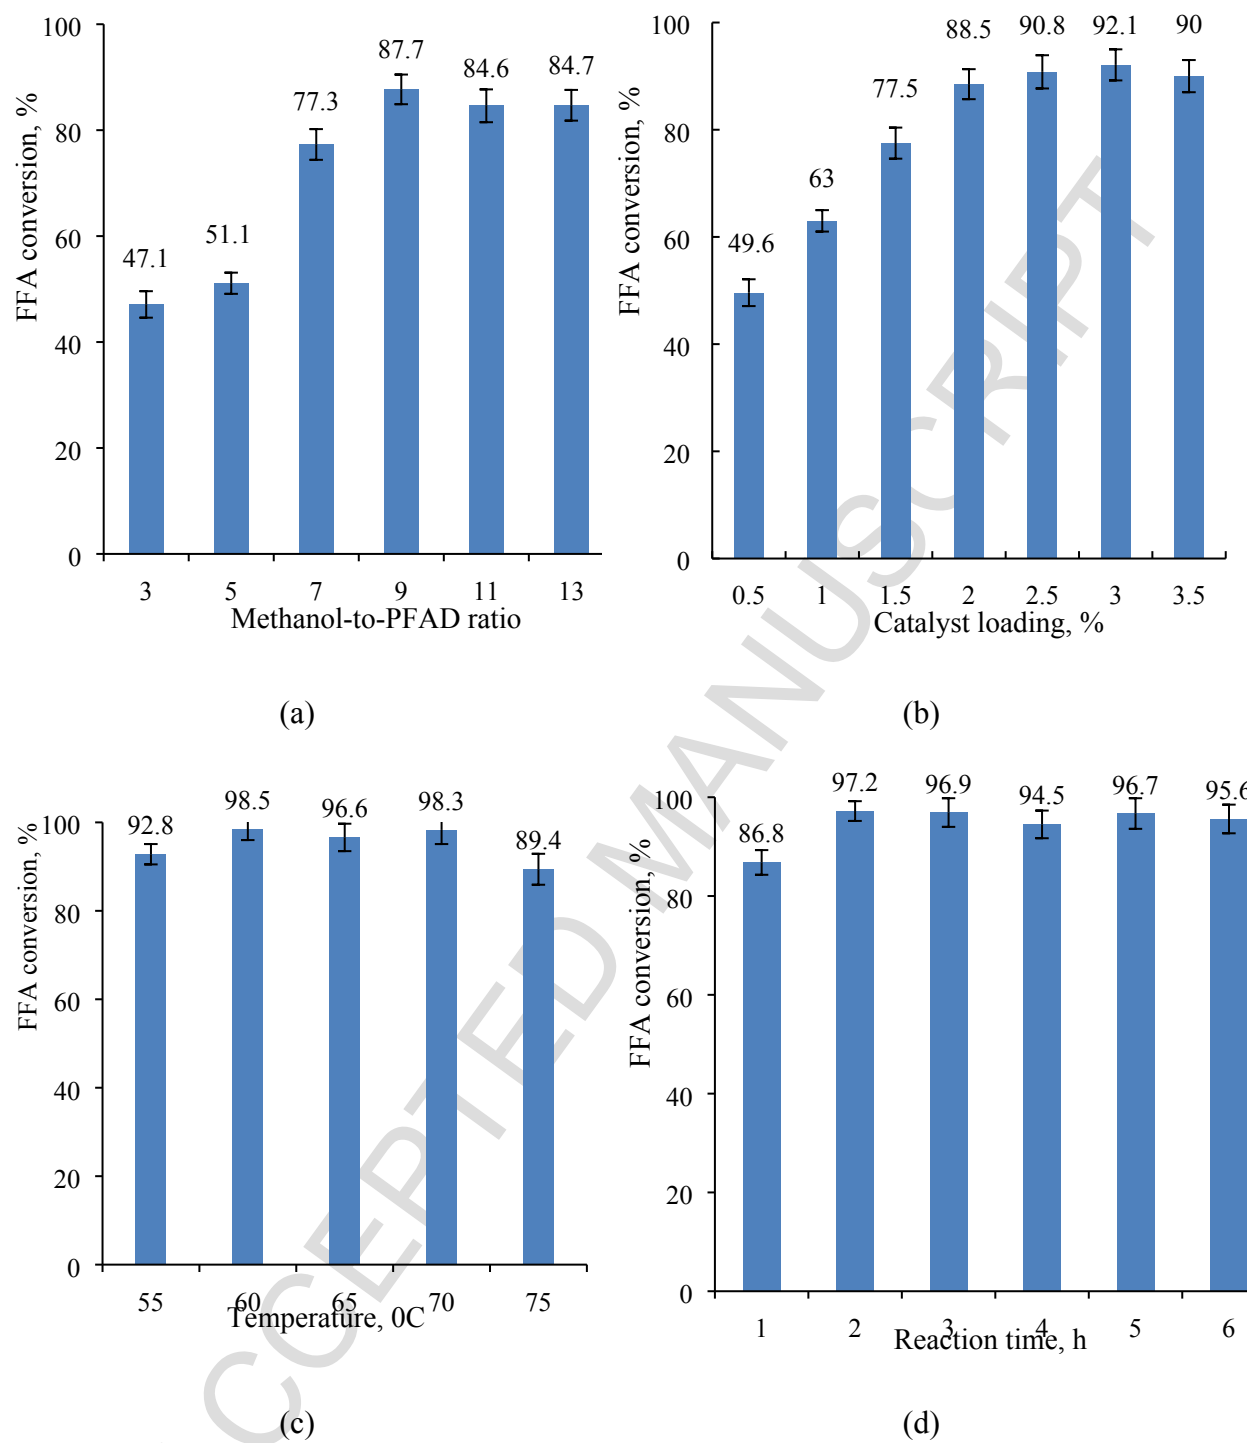 100
80
60
40
20
0
FFA conversion, %
47.1
51.1
77.3
87.7
84.6
84.7
3 5 7 9 11 13
Methanol-to-PFAD ratio
(a)
100
80
60
40
20
0
FFA conversion, %
49.6
63
77.5
88.5
90.8
92.1
90
0.5 1 1.5 2 2.5 3 3.5
Catalyst loading, %
(b)
100
80
60
40
20
0
FFA conversion, %
92.8
98.5
96.6
98.3
89.4
55 60 65 70 75
Temperature, 0C
(c)
100
80
60
40
20
0
FFA conversion, %
86.8
97.2
96.9
94.5
96.7
95.6
1 2 3 4 5 6
Reaction time, h
(d)
CCEPTED MANUSCRIPT